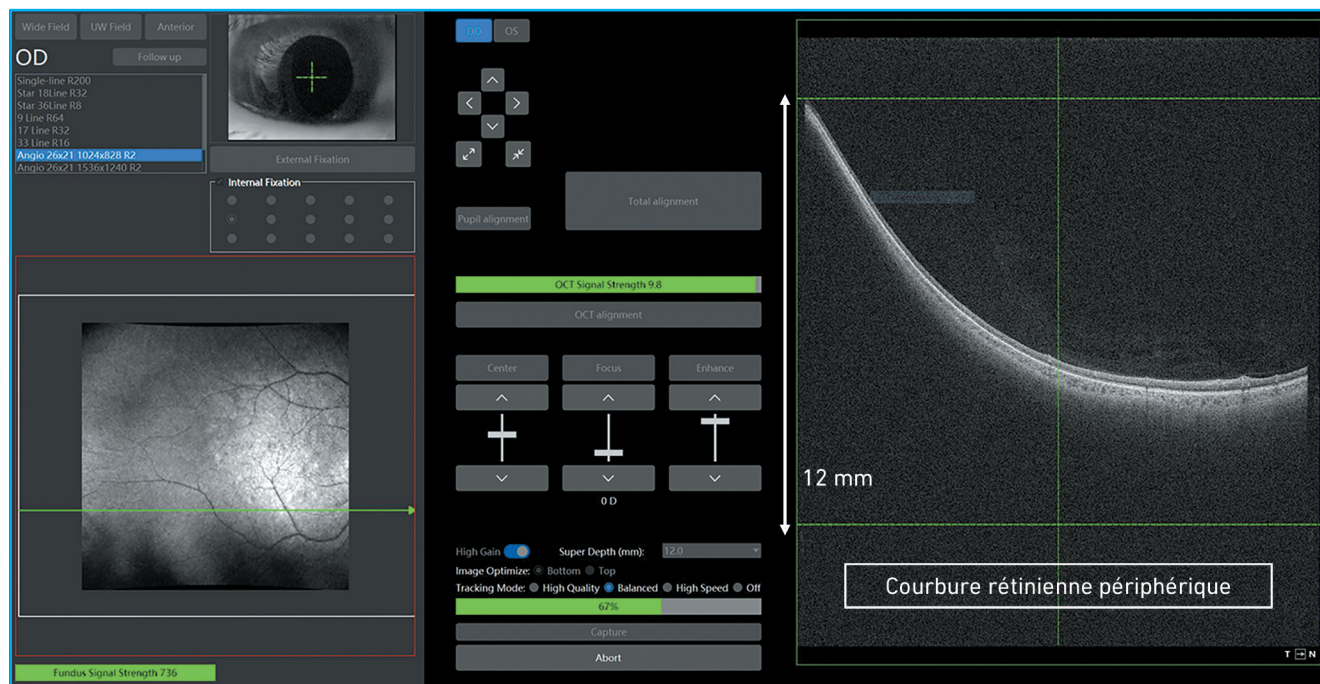 Wide Field UW Field Anterior
OD Follow up
Single-line R200
Star 18Line R32
Star 36Line R8
9 Line R64
17 Line R32
33 Line R16
Angio 26x21 1024x828 R2
Angio 26x21 1536x1240 R2
External Fixation
Internal Fixation
Fundus Signal Strength 736
OD OS
Pupil alignment Total alignment
OCT Signal Strength 9.8
OCT alignment
Center Focus Enhance
0 D
High Gain Super Depth (mm): 12.0
Image Optimize: Bottom Top
Tracking Mode: High Quality Balanced High Speed Off
67%
Capture
Abort
12 mm
Courbure rétinienne périphérique
T → N